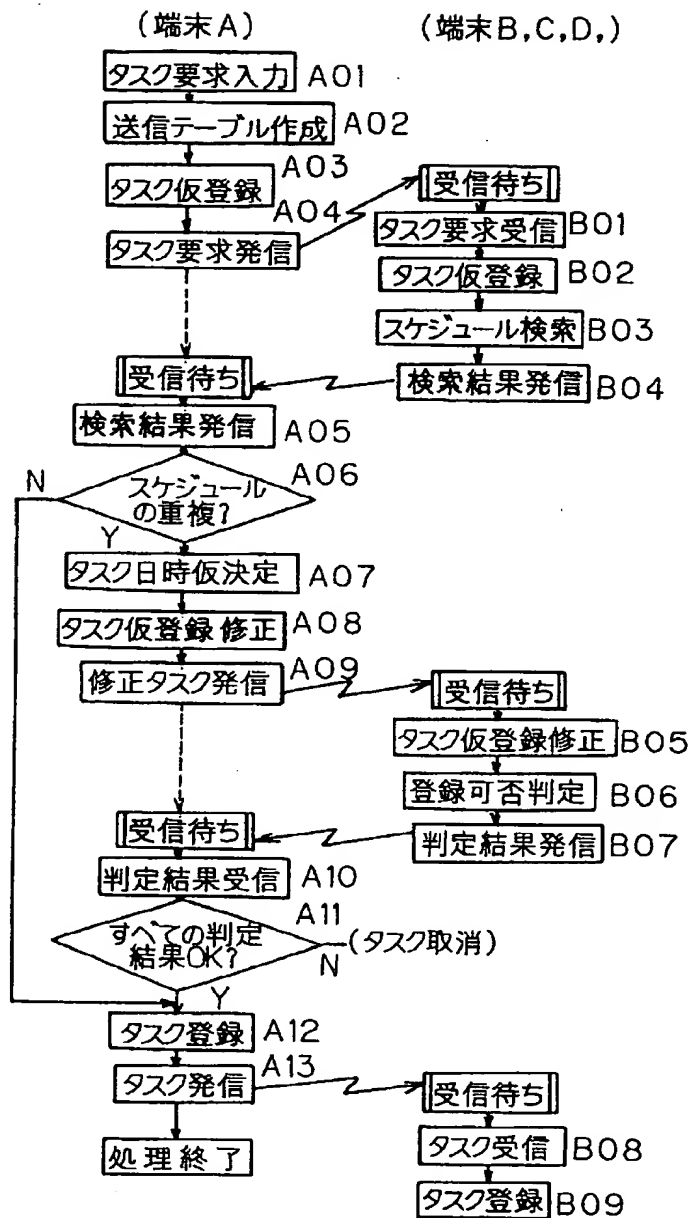 (端末A)
(端末B,C,D,)
タスク要求入力 A01
送信テーブル作成 A02
A03
タスク仮登録
A04
タスク要求発信
受信待ち
タスク要求受信 B01
タスク仮登録 B02
スケジュール検索 B03
検索結果発信 B04
受信待ち
検索結果発信 A05
A06
N
スケジュール
の重複?
Y
タスク日時仮決定 A07
タスク仮登録修正 A08
A09
修正タスク発信
受信待ち
タスク仮登録修正 B05
登録可否判定 B06
判定結果発信 B07
受信待ち
判定結果受信 A10
A11
すべての判定
結果OK?
N (タスク取消)
Y
タスク登録 A12
A13
タスク発信
処理終了
受信待ち
タスク受信 B08
タスク登録 B09